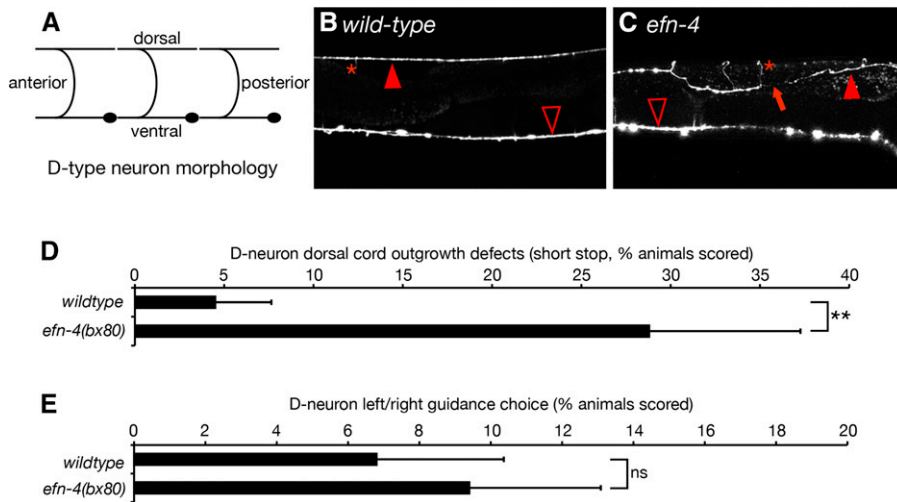 A
dorsal
anterior
posterior
ventral
D-type neuron morphology
B wild-type
*
C efn-4
*
D
D-neuron dorsal cord outgrowth defects (short stop, % animals scored)
0 5 10 15 20 25 30 35 40
wildtype
efn-4(bx80)
**
E
D-neuron left/right guidance choice (% animals scored)
0 2 4 6 8 10 12 14 16 18 20
wildtype
efn-4(bx80)
ns